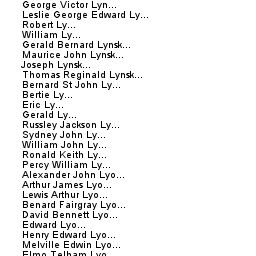 George Victor Lyn...
Leslie George Edward Ly...
Robert Ly...
William Ly...
Gerald Bernard Lynsk...
Maurice John Lynsk...
Joseph Lynsk...
Thomas Reginald Lynsk...
Bernard St John Ly...
Bertie Ly...
Eric Ly...
Gerald Ly...
Russley Jackson Ly...
Sydney John Ly...
William John Ly...
Ronald Keith Ly...
Percy William Ly...
Alexander John Lyo...
Arthur James Lyo...
Lewis Arthur Lyo...
Benard Fairgray Lyo...
David Bennett Lyo...
Edward Lyo...
Henry Edward Lyo...
Melville Edwin Lyo...
Elmo Telham Lyo